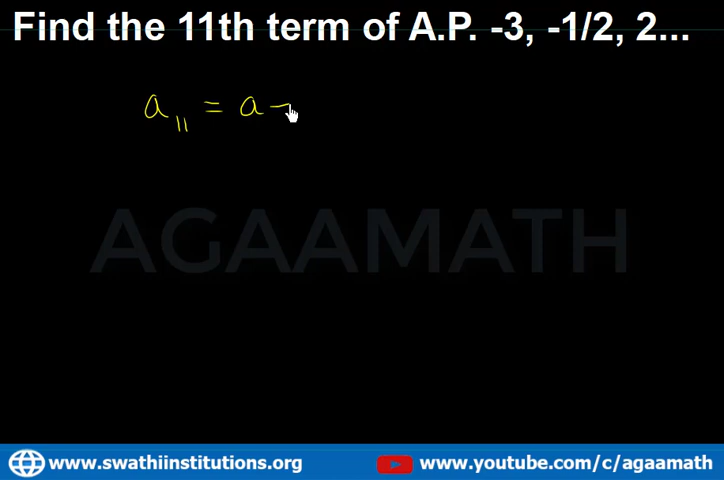 Find the 11th term of A.P. -3, -1/2, 2...
a₁₁ = a -
AGAAMATH
www.swathiinstitutions.org
www.youtube.com/c/agaamath